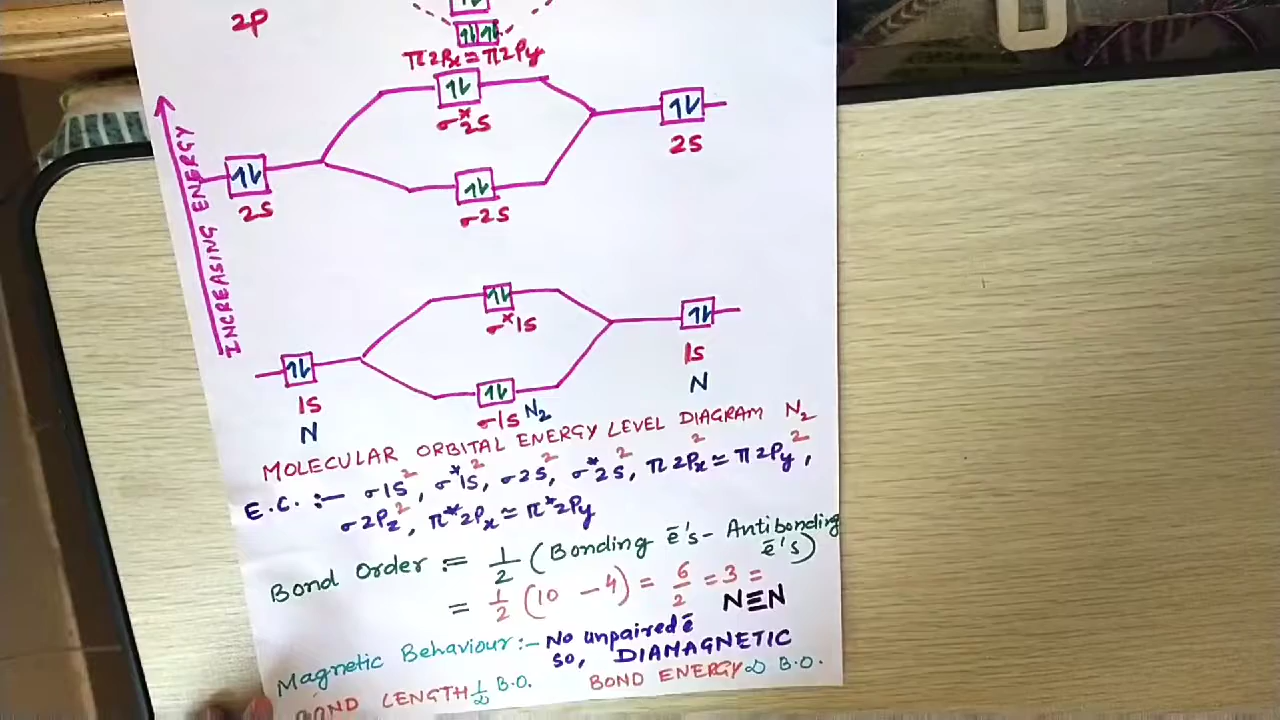 2P
π2Px≃π2Py
σ*2S
2S
2S
σ2S
INCREASING ENERGY
σ*1S
1S
N
1S
N
σ1S N₂
MOLECULAR ORBITAL ENERGY LEVEL DIAGRAM N₂
E.C. :- σ1S², σ*1S², σ2S², σ*2S², π2Px²≃π2Py²,
σ2Pz², π*2Px≃π*2Py
Bond Order := 1/2 (Bonding ē's - Antibonding
ē's)
= 1/2 (10 - 4) = 6/2 = 3 =
N≡N
Magnetic Behaviour:- No unpaired ē
so, DIAMAGNETIC
BOND LENGTH 1/∝ B.O. BOND ENERGY ∝ B.O.